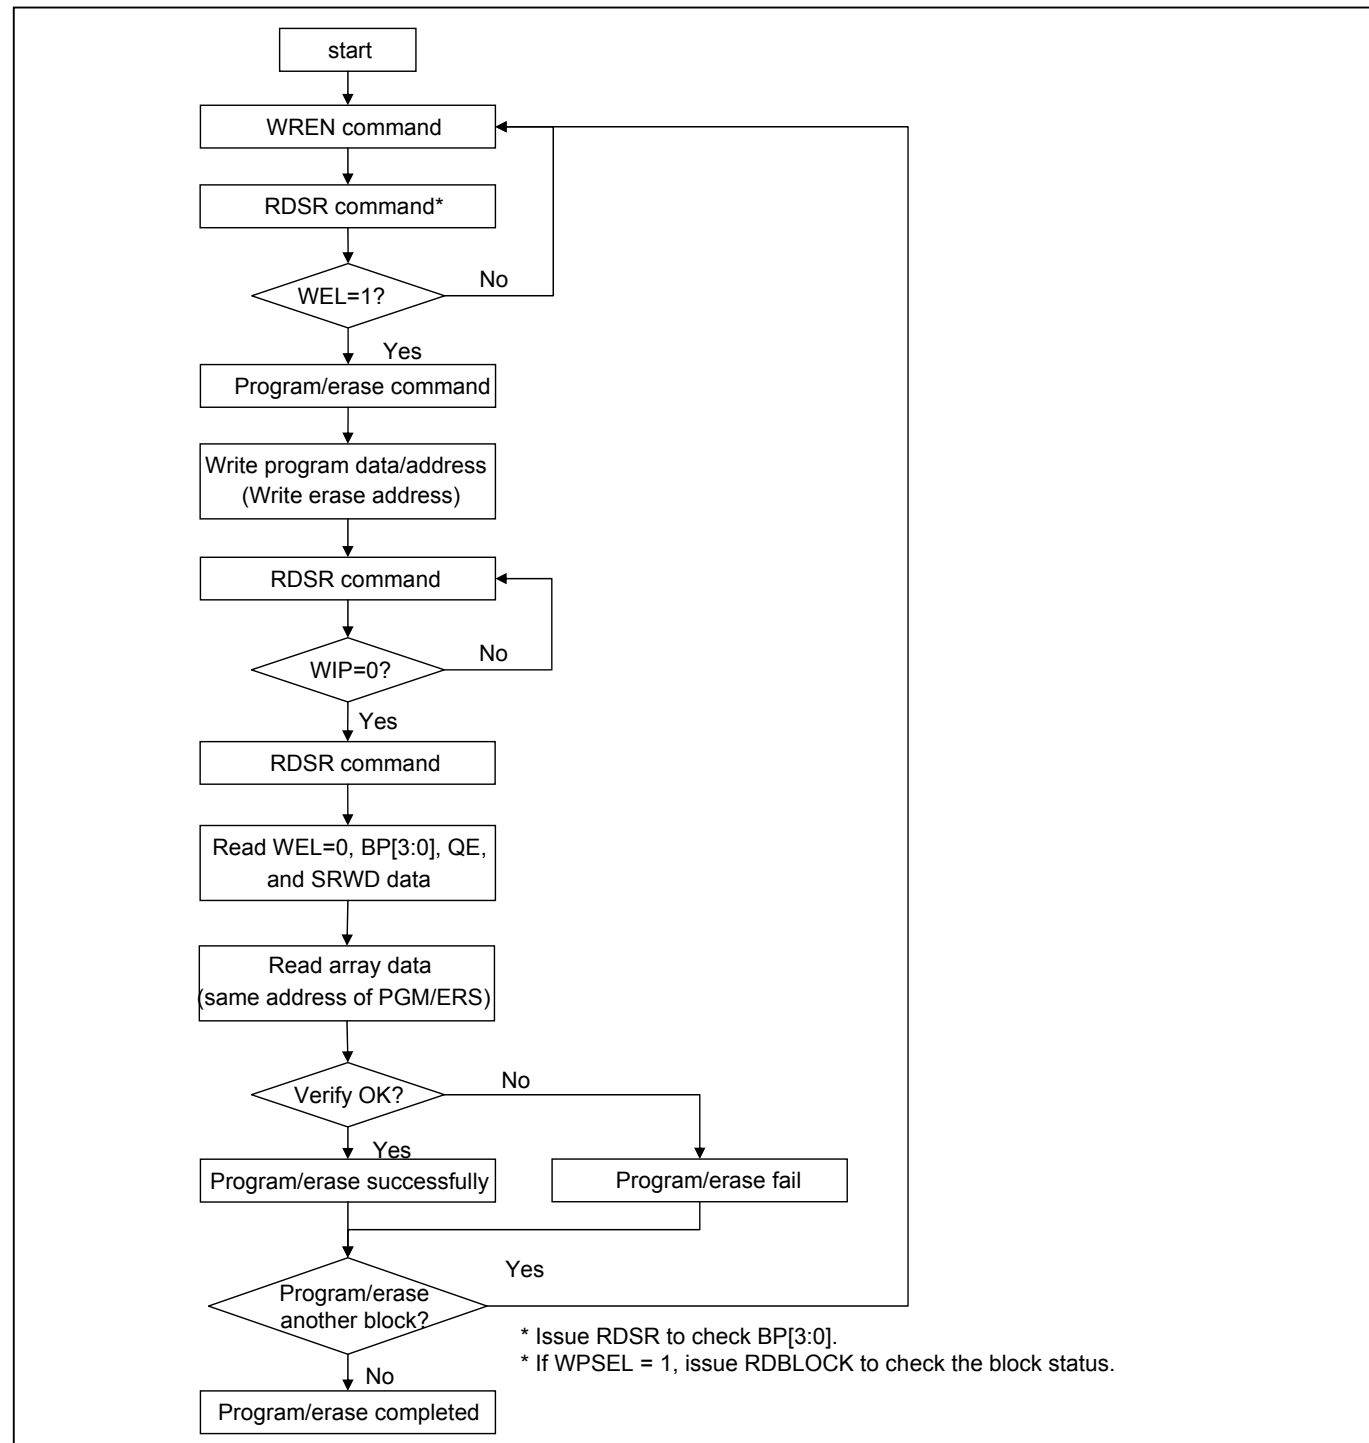 start
WREN command
RDSR command*
WEL=1?
No
Yes
Program/erase command
Write program data/address
(Write erase address)
RDSR command
WIP=0?
No
Yes
RDSR command
Read WEL=0, BP[3:0], QE,
and SRWD data
Read array data
(same address of PGM/ERS)
Verify OK?
No
Yes
Program/erase successfully
Program/erase fail
Program/erase
another block?
Yes
* Issue RDSR to check BP[3:0].
* If WPSEL = 1, issue RDBLOCK to check the block status.
No
Program/erase completed